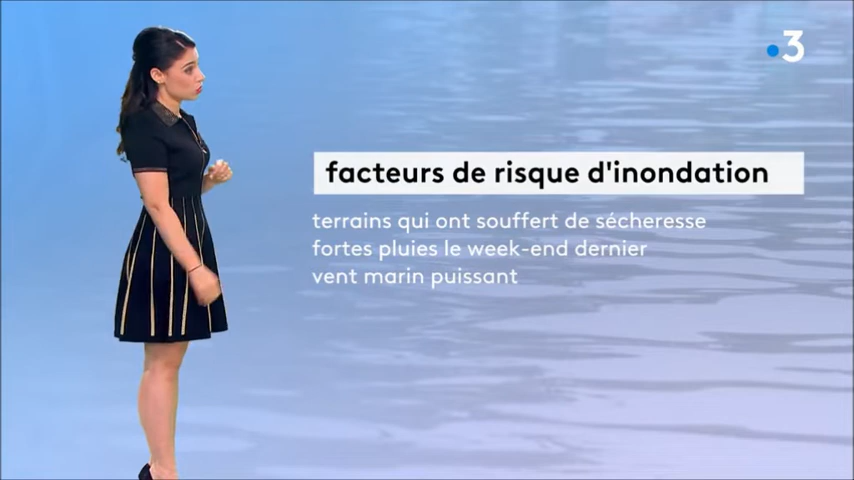 3
facteurs de risque d'inondation
terrains qui ont souffert de sécheresse
fortes pluies le week-end dernier
vent marin puissant